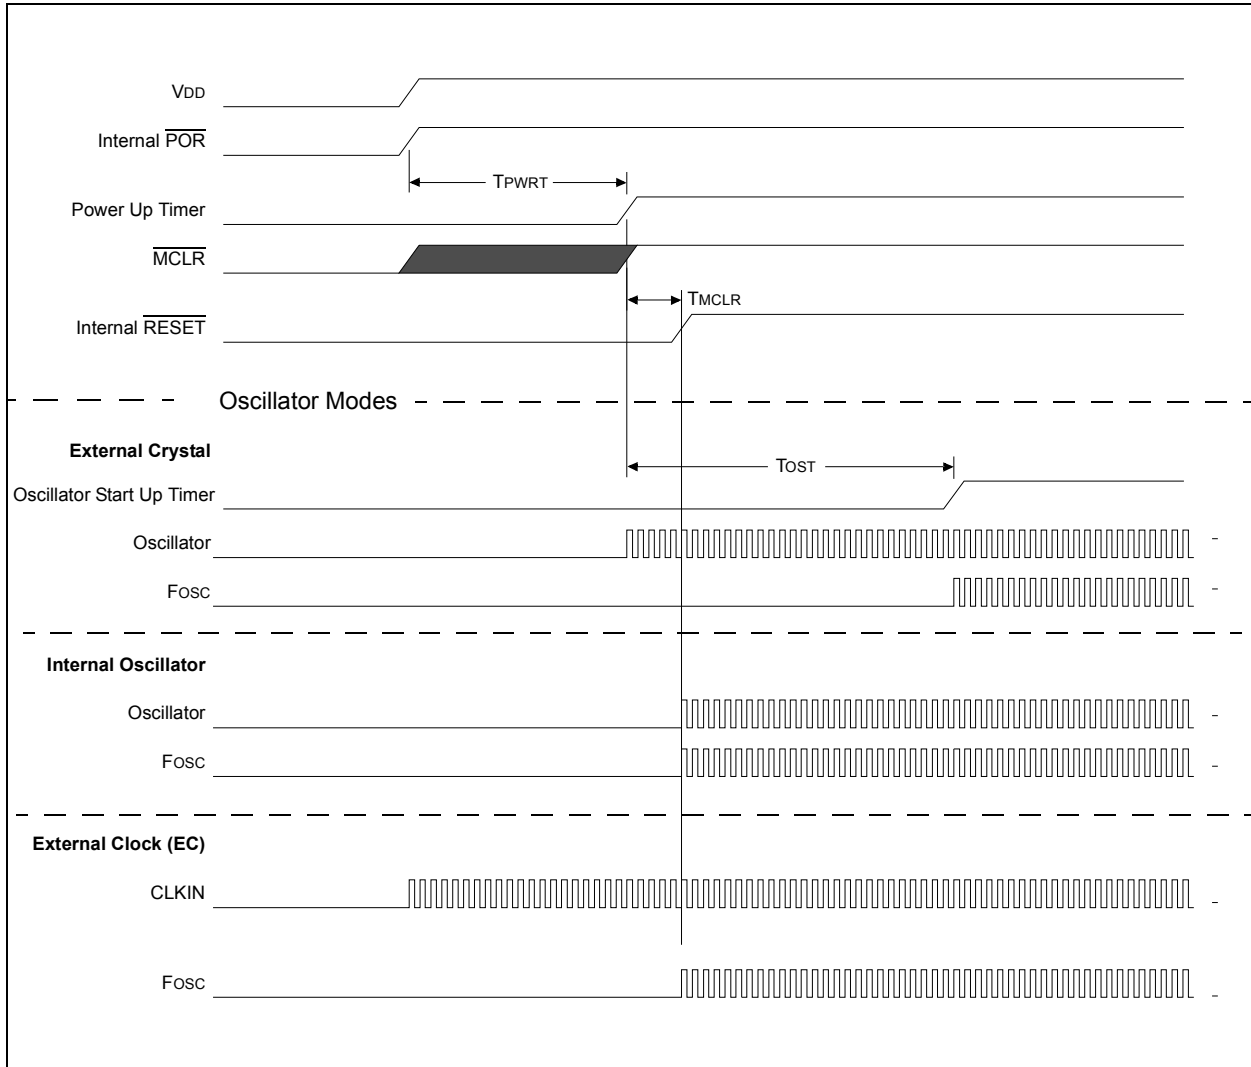 VDD
Internal POR
TPWRT
Power Up Timer
MCLR
TMCLR
Internal RESET
Oscillator Modes
External Crystal
TOST
Oscillator Start Up Timer
Oscillator
FOSC
Internal Oscillator
Oscillator
FOSC
External Clock (EC)
CLKIN
FOSC